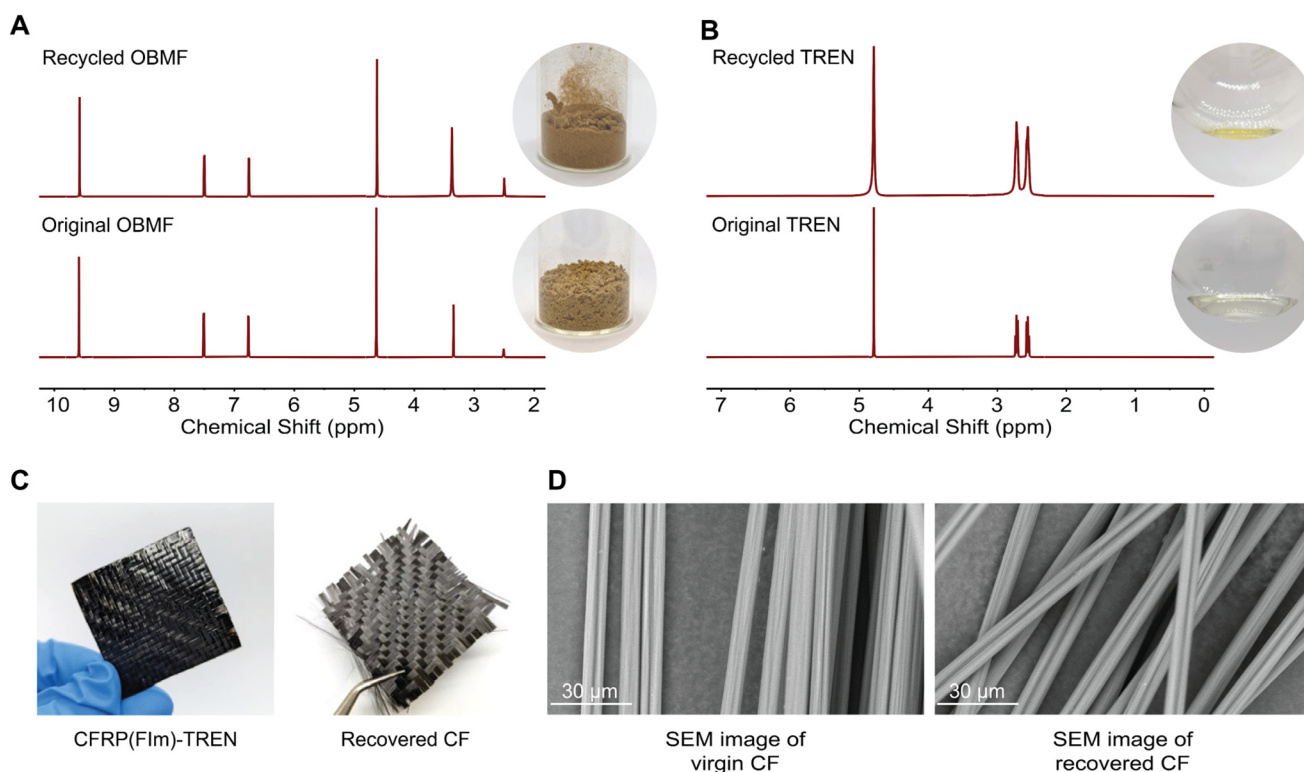 A
Recycled OBMF
Original OBMF
10 9 8 7 6 5 4 3 2
Chemical Shift (ppm)
B
Recycled TREN
Original TREN
7 6 5 4 3 2 1 0
Chemical Shift (ppm)
C
CFRP(FIm)-TREN
Recovered CF
D
30 µm
SEM image of
virgin CF
30 µm
SEM image of
recovered CF